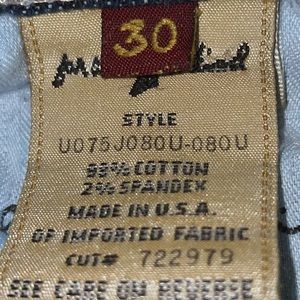 30
STYLE
U075J080U-080U
98% COTTON
2% SPANDEX
MADE IN U.S.A.
OF IMPORTED FABRIC
CUT# 722979
SEE CARE ON REVERSE